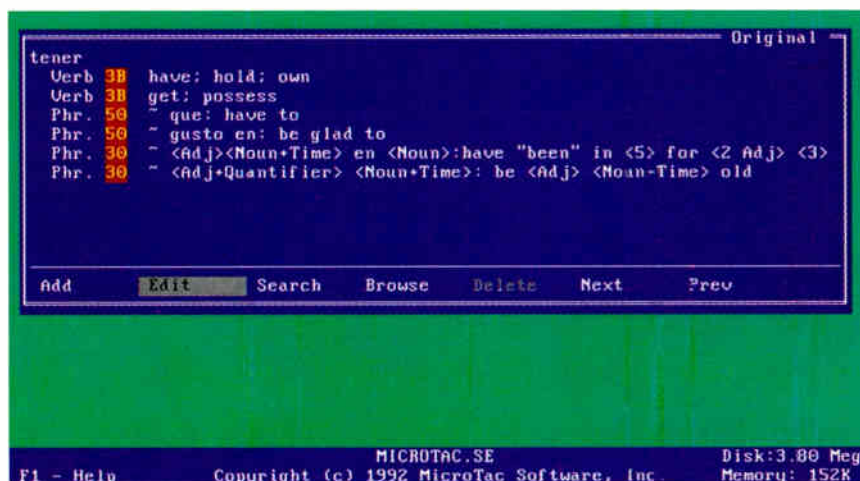 Original
tener
Verb 3B have; hold; own
Verb 3B get; possess
Phr. 50 ~ que: have to
Phr. 50 ~ gusto en: be glad to
Phr. 30 ~ <Adj><Noun+Time> en <Noun>:have "been" in <5> for <2 Adj> <3>
Phr. 30 ~ <Adj+Quantifier> <Noun+Time>: be <Adj> <Noun-Time> old
Add Edit Search Browse Delete Next Prev
MICROTAC.SE Disk:3.80 Meg
F1 - Help Copyright (c) 1992 MicroTac Software, Inc. Memory: 152K